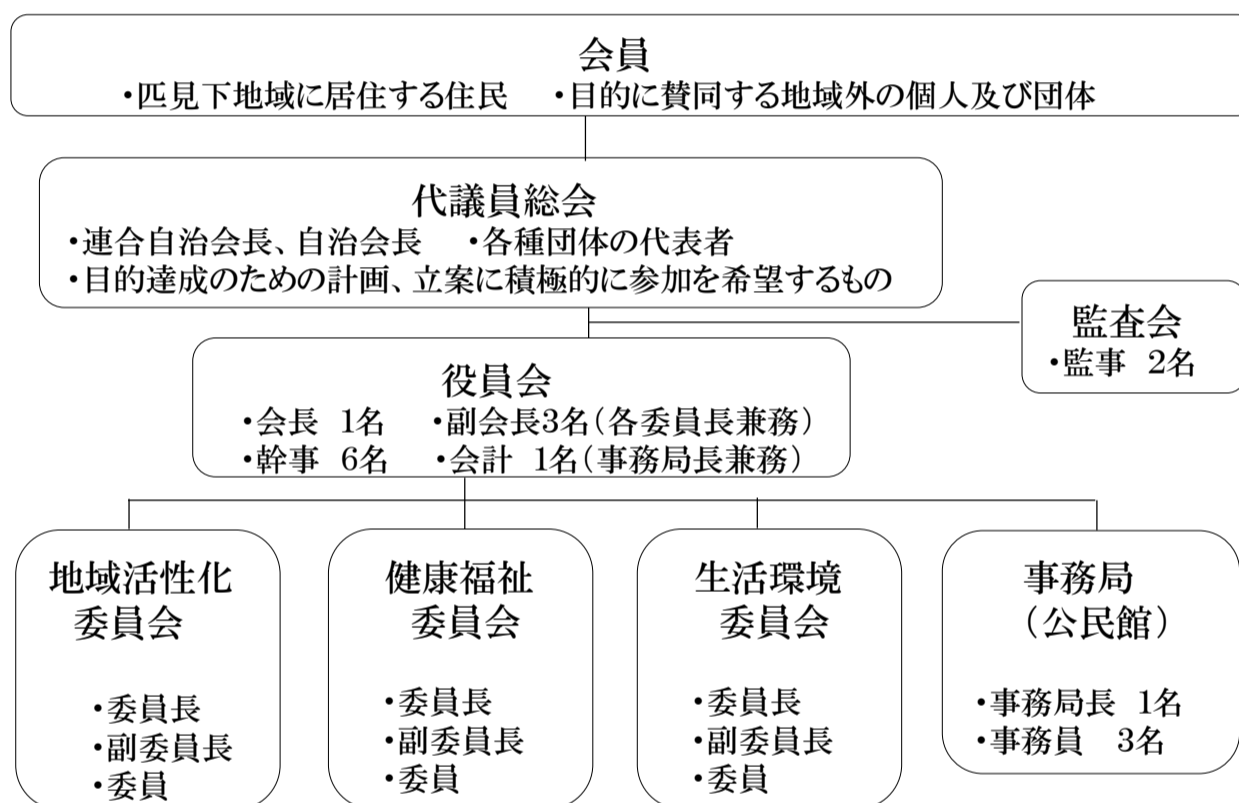 会員
・匹見下地域に居住する住民　・目的に賛同する地域外の個人及び団体
代議員総会
・連合自治会長、自治会長　・各種団体の代表者
・目的達成のための計画、立案に積極的に参加を希望するもの
監査会
・監事　2名
役員会
・会長　1名　・副会長3名(各委員長兼務)
・幹事　6名　・会計　1名(事務局長兼務)
地域活性化
委員会
・委員長
・副委員長
・委員
健康福祉
委員会
・委員長
・副委員長
・委員
生活環境
委員会
・委員長
・副委員長
・委員
事務局
(公民館)
・事務局長　1名
・事務員　3名